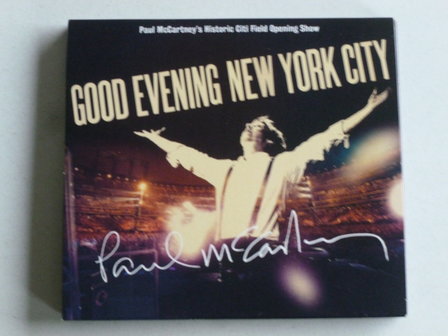 Paul McCartney's Historic Citi Field Opening Show
GOOD EVENING NEW YORK CITY
Paul McCartney